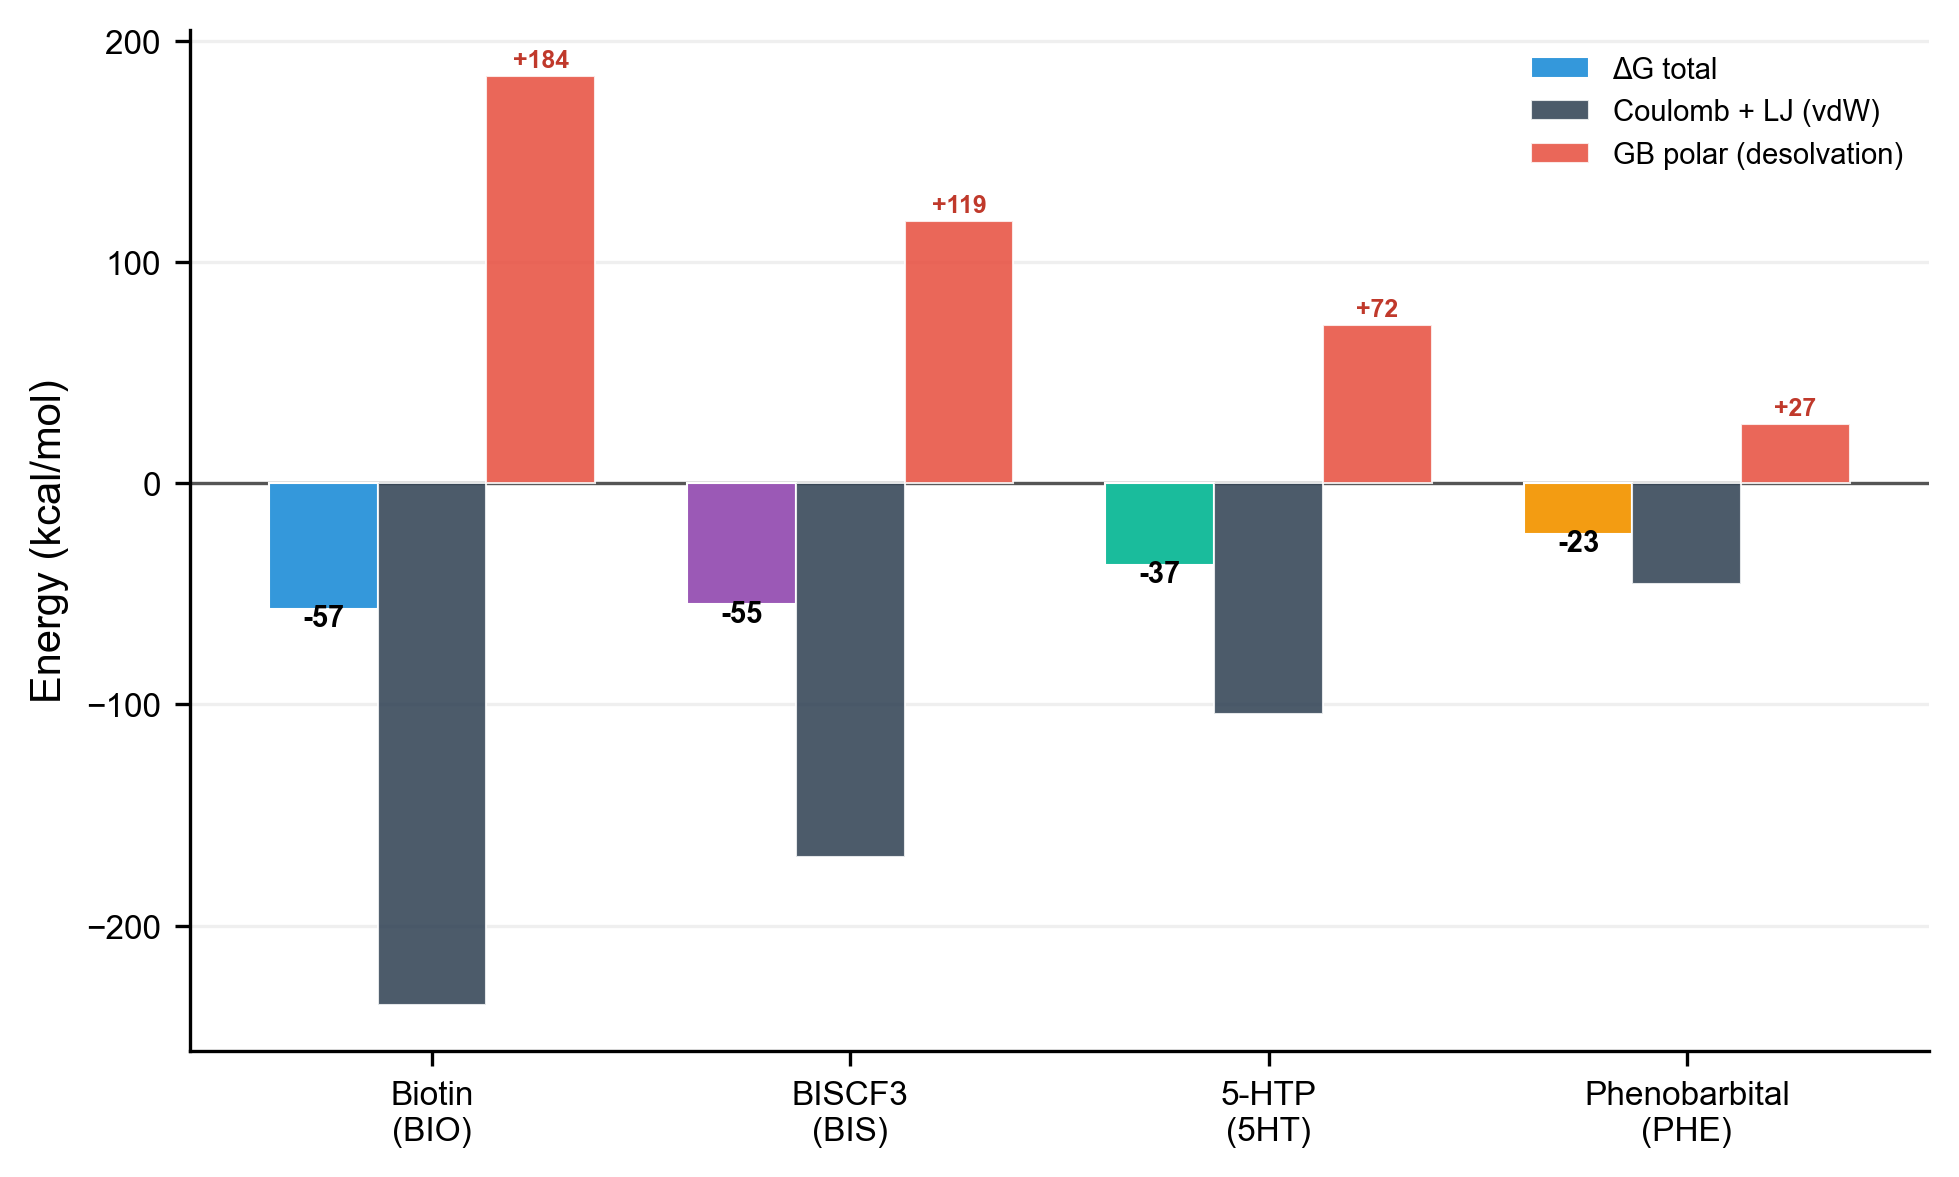 Energy (kcal/mol)
200
100
0
−100
−200
+184
+119
+72
+27
-57
-55
-37
-23
ΔG total
Coulomb + LJ (vdW)
GB polar (desolvation)
Biotin
(BIO)
BISCF3
(BIS)
5-HTP
(5HT)
Phenobarbital
(PHE)